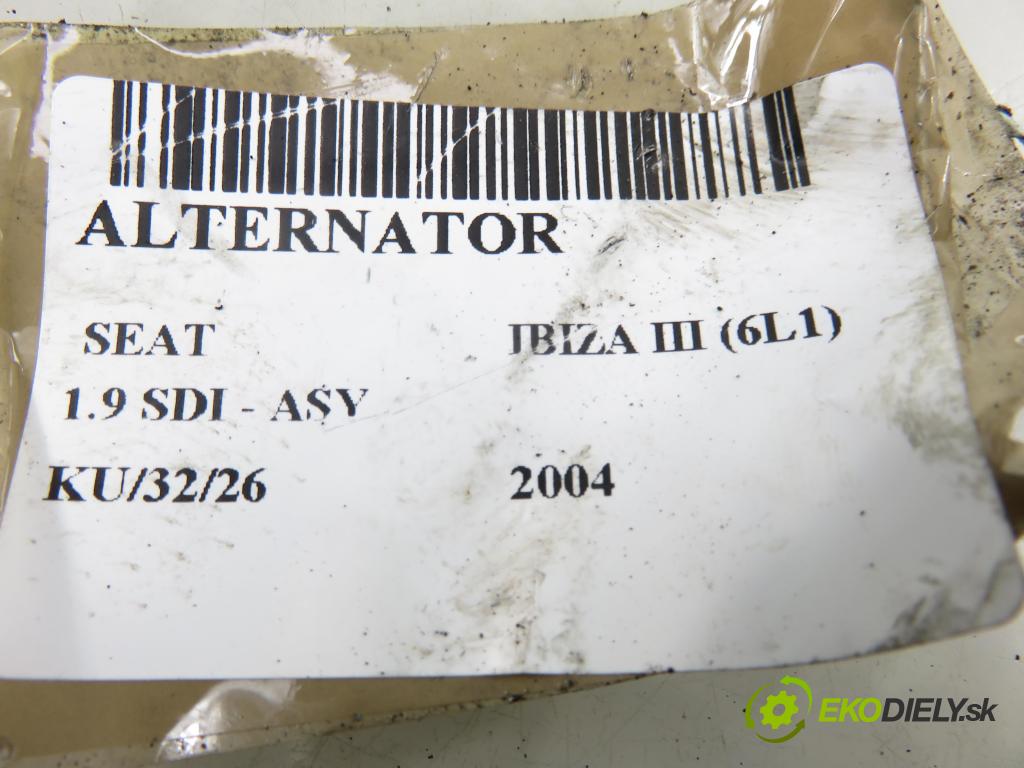 ALTERNATOR
SEAT IBIZA III (6L1)
1.9 SDI - ASY
KU/32/26 2004
EKODIELY.sk